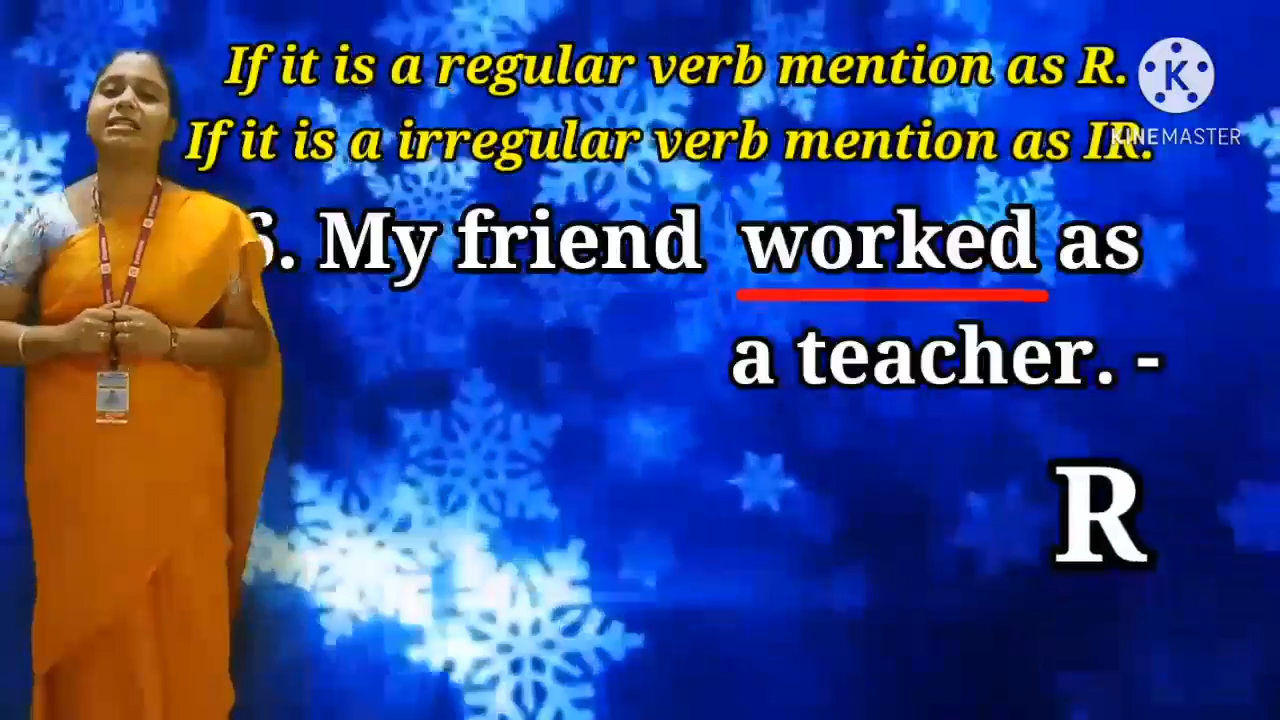 If it is a regular verb mention as R.
If it is a irregular verb mention as IR.
6. My friend worked as
a teacher. -
R
K
KINEMASTER